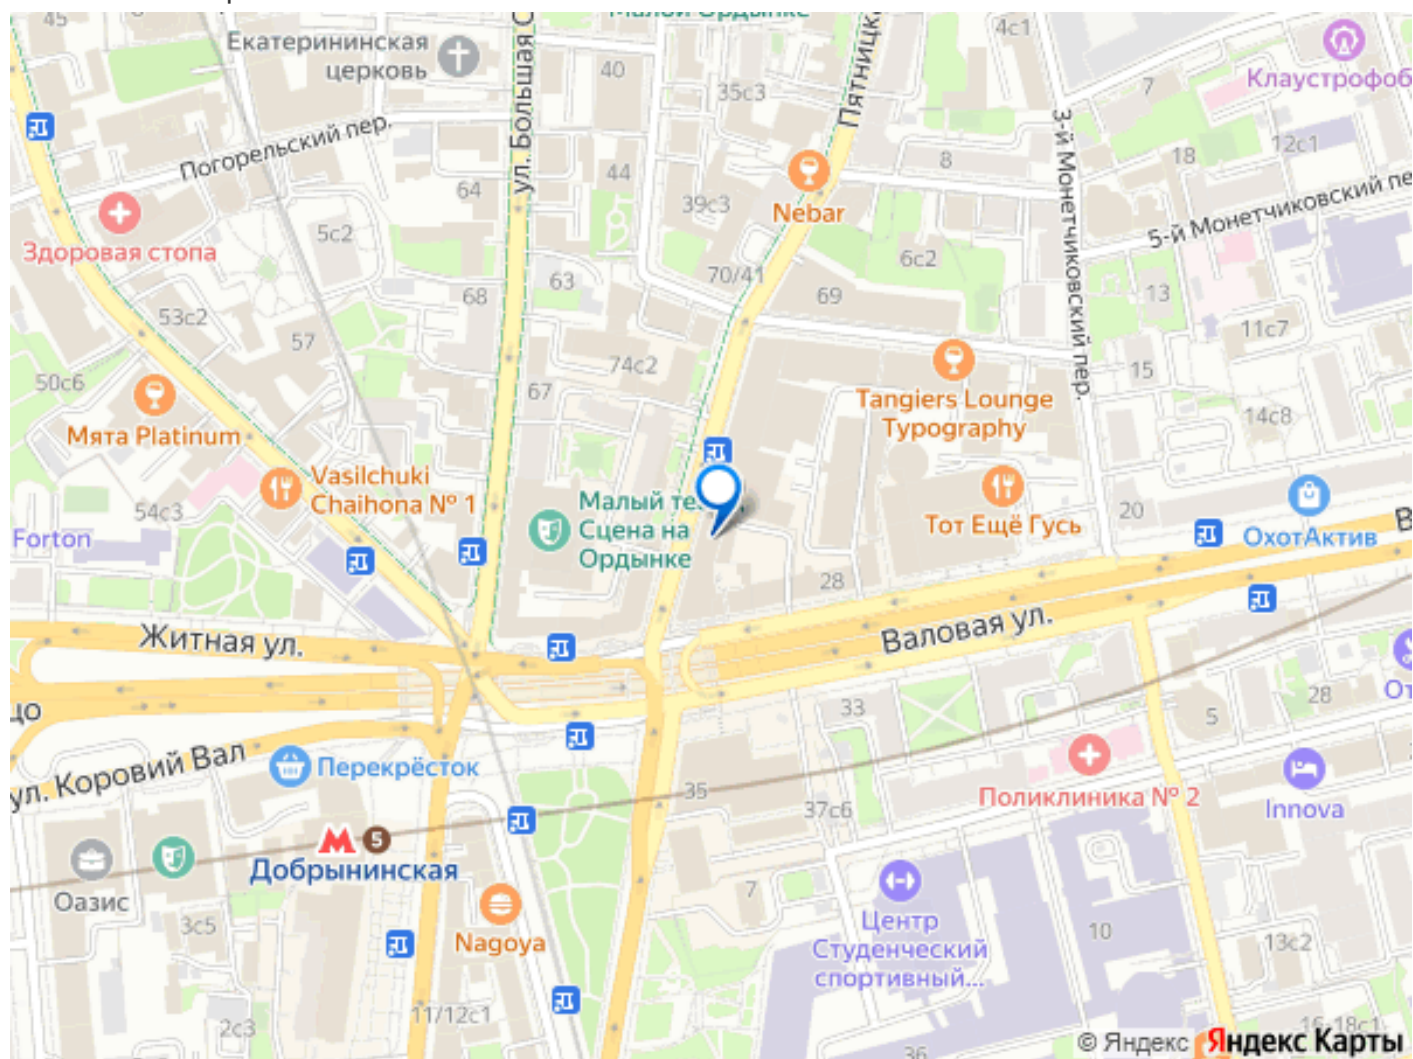 45
Екатерининская
церковь
40
35с3
4с1
7
Клаустрофоб
12с1
18
Погорельский пер.
ул. Большая О
Пятницк
3-й Монетчиковский пер.
8
64
44
39с3
Nebar
5-й Монетчиковский пе
Здоровая стопа
5с2
63
70/41
6с2
69
13
68
53с2
57
11с7
50с6
67
74с2
15
14с8
Tangiers Lounge
Typography
Мята Platinum
Vasilchuki
Chaihona № 1
54с3
Forton
Малый те
Сцена на
Ордынке
Тот Ещё Гусь
20
ОхотАктив
28
Житная ул.
Валовая ул.
33
5
28
ул. Коровий Вал
Перекрёсток
35
37с6
Поликлиника № 2
Innova
5
Добрынинская
Оазис
3с5
Nagoya
7
Центр
Студенческий
спортивный...
10
13с2
2с3
11/12с1
36
16-18с1
© Яндекс Яндекс Карты